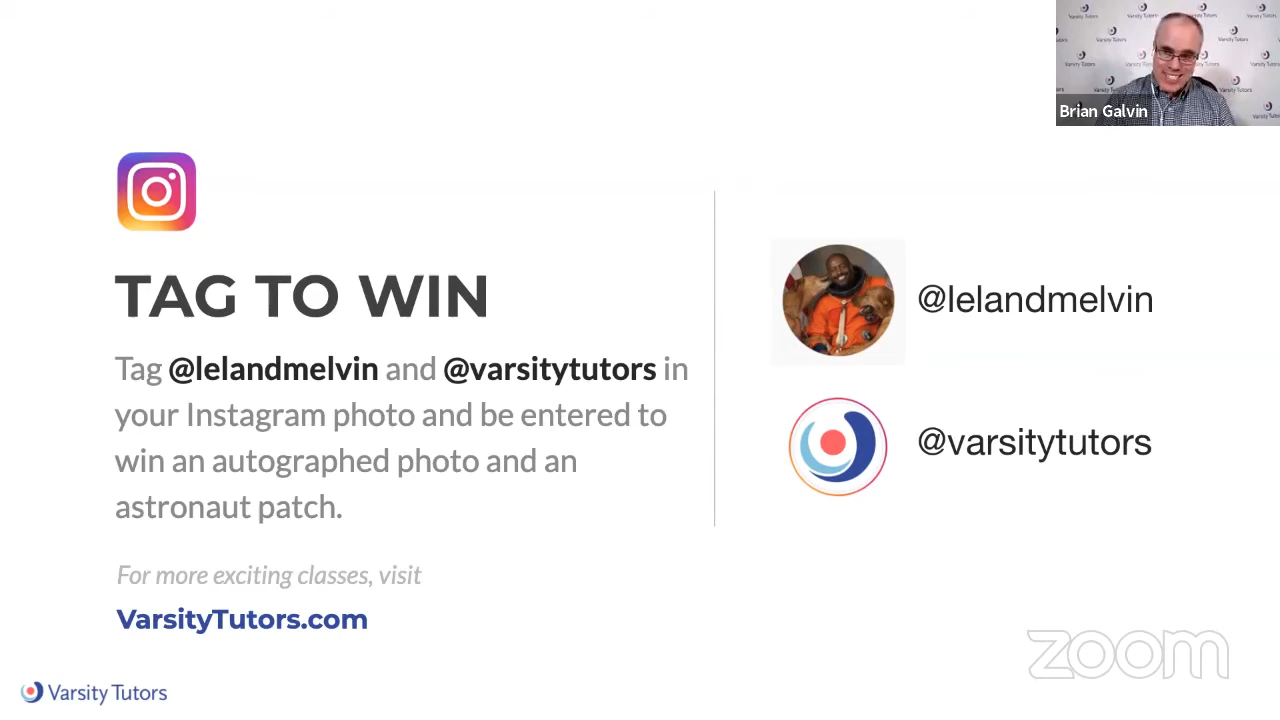 Brian Galvin
TAG TO WIN
Tag @lelandmelvin and @varsitytutors in
your Instagram photo and be entered to
win an autographed photo and an
astronaut patch.
For more exciting classes, visit
VarsityTutors.com
@lelandmelvin
@varsitytutors
Varsity Tutors
zoom